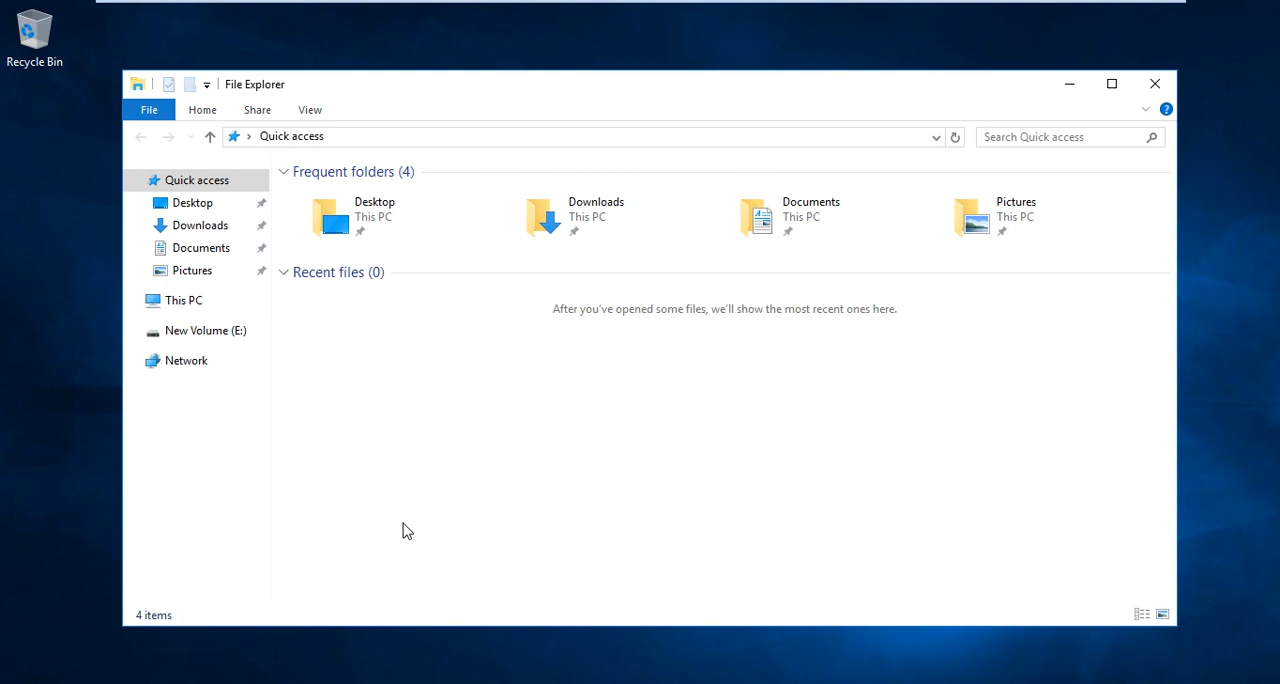 Recycle Bin
File Explorer
File Home Share View
Quick access
Search Quick access
Quick access
Desktop
Downloads
Documents
Pictures
This PC
New Volume (E:)
Network
Frequent folders (4)
Desktop
This PC
Downloads
This PC
Documents
This PC
Pictures
This PC
Recent files (0)
After you've opened some files, we'll show the most recent ones here.
4 items